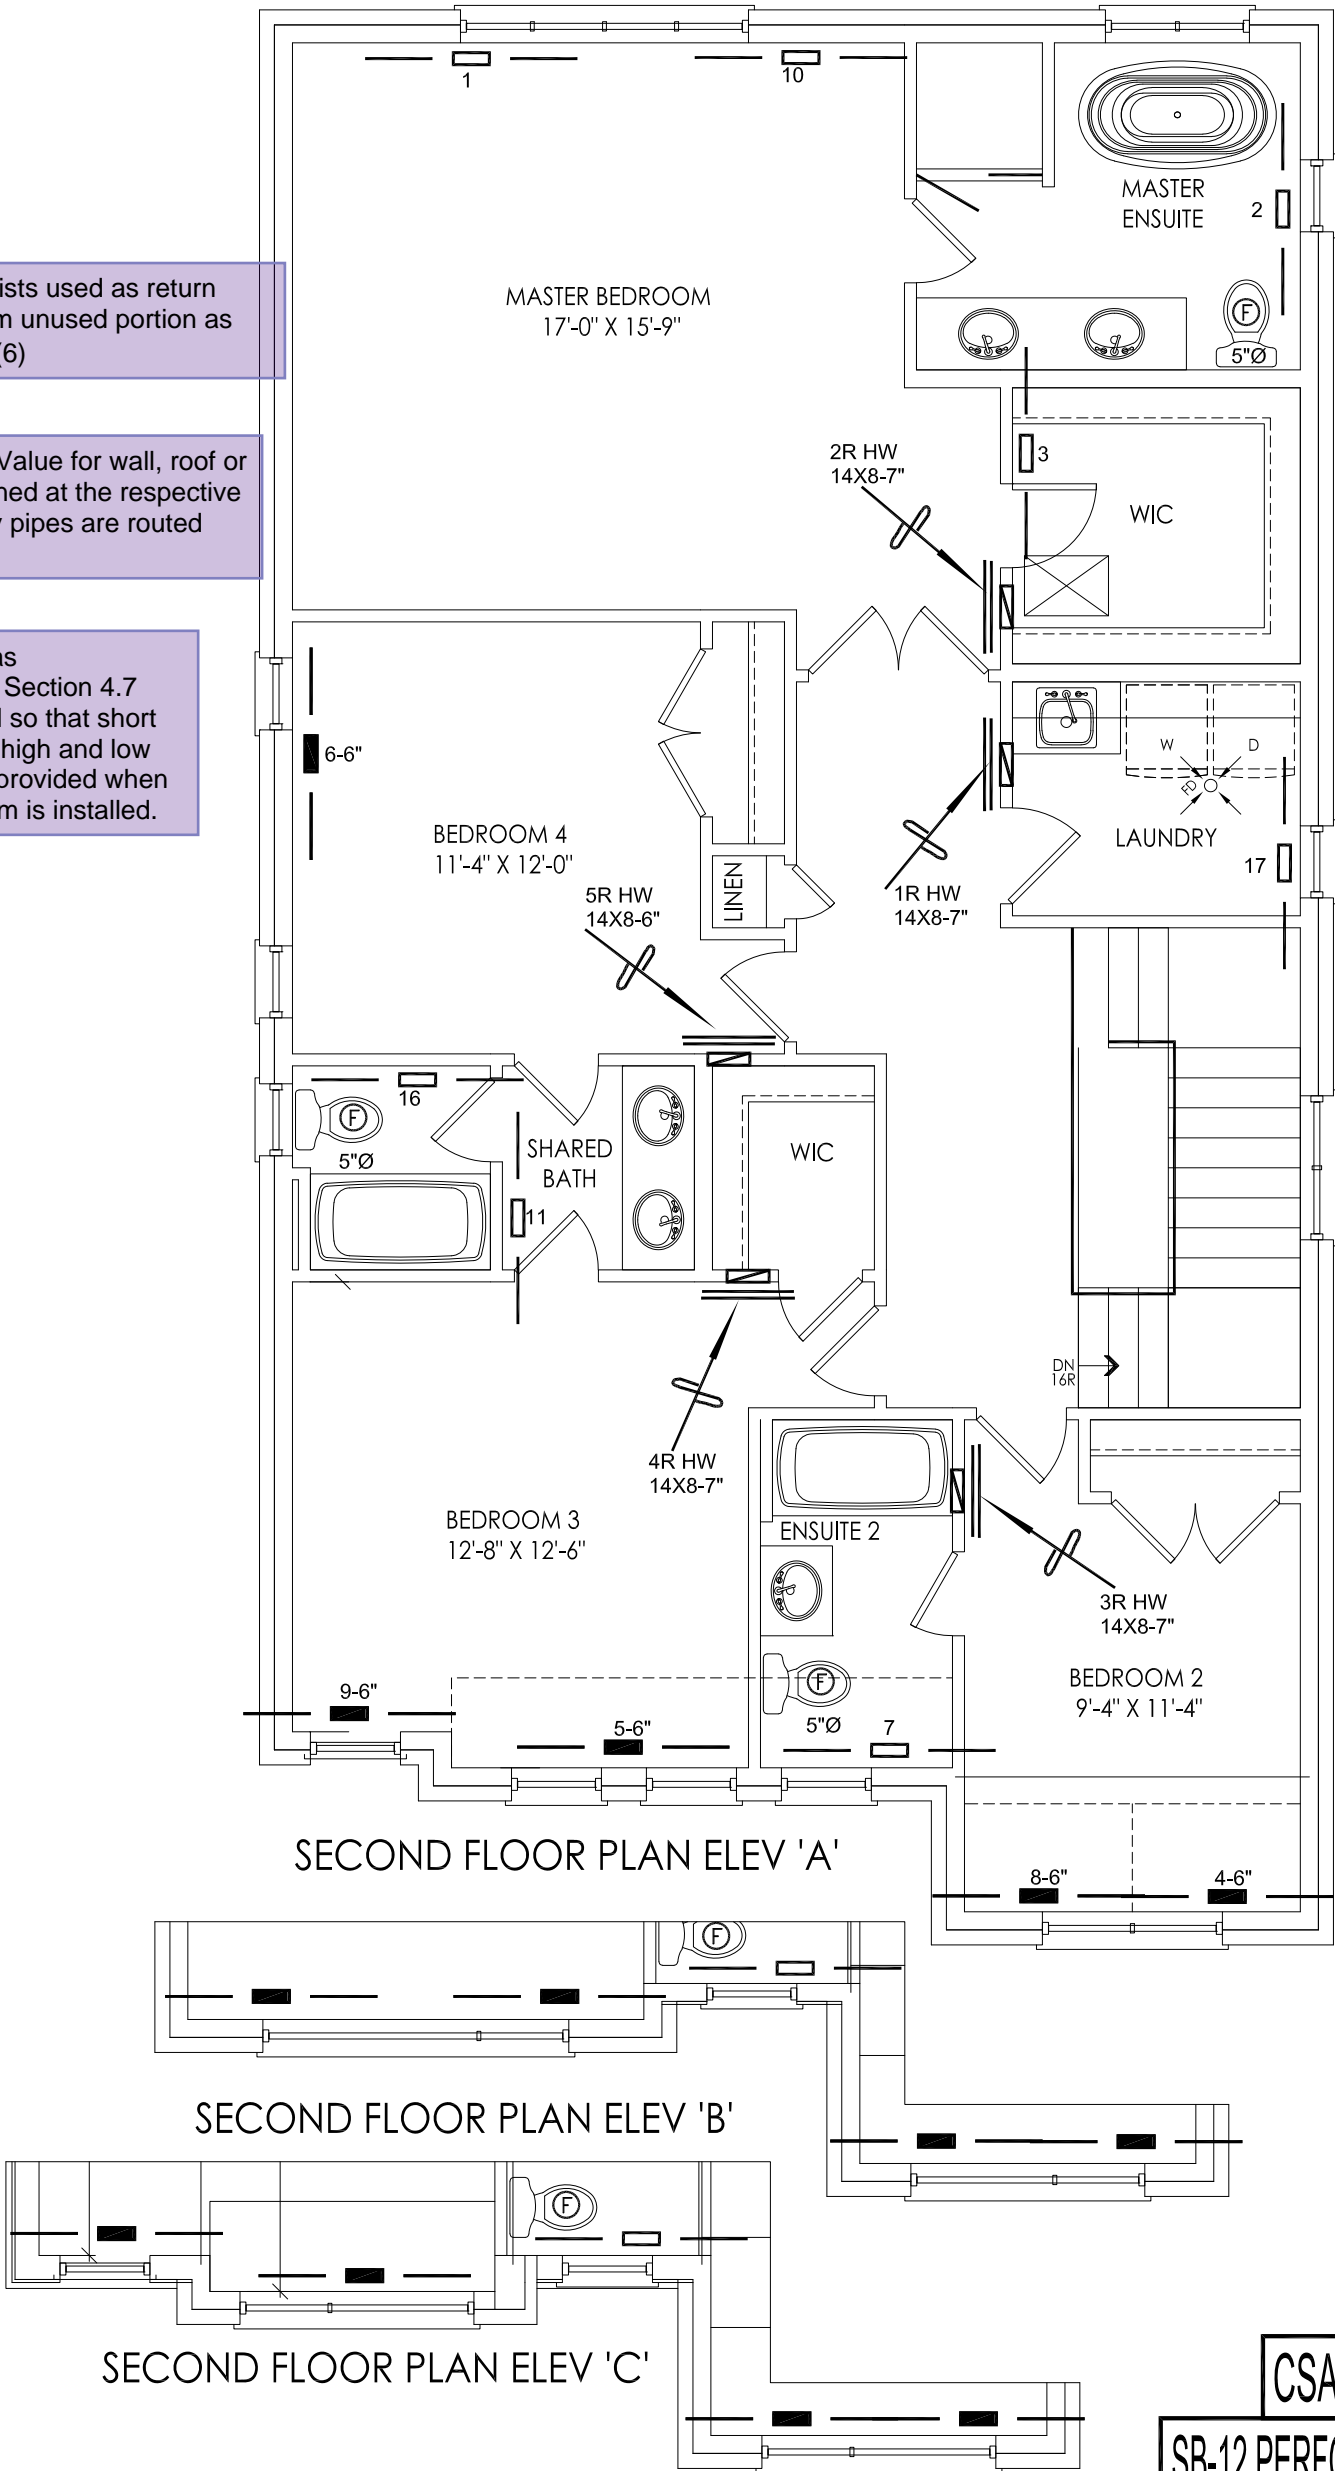 1
10
MASTER
ENSUITE
2
ists used as return
m unused portion as
(6)
MASTER BEDROOM
17'-0" X 15'-9"
F
5"Ø
Value for wall, roof or
ned at the respective
pipes are routed
2R HW
14X8-7"
3
WIC
as
Section 4.7
so that short
high and low
provided when
m is installed.
6-6"
W
D
FD
BEDROOM 4
11'-4" X 12'-0"
LAUNDRY
17
LINEN
5R HW
14X8-6"
1R HW
14X8-7"
16
F
5"Ø
SHARED
BATH
WIC
11
DN
16R
4R HW
14X8-7"
BEDROOM 3
12'-8" X 12'-6"
ENSUITE 2
3R HW
14X8-7"
F
5"Ø
7
BEDROOM 2
9'-4" X 11'-4"
9-6"
5-6"
SECOND FLOOR PLAN ELEV 'A'
8-6"
4-6"
F
SECOND FLOOR PLAN ELEV 'B'
F
SECOND FLOOR PLAN ELEV 'C'
CSA
SB-12